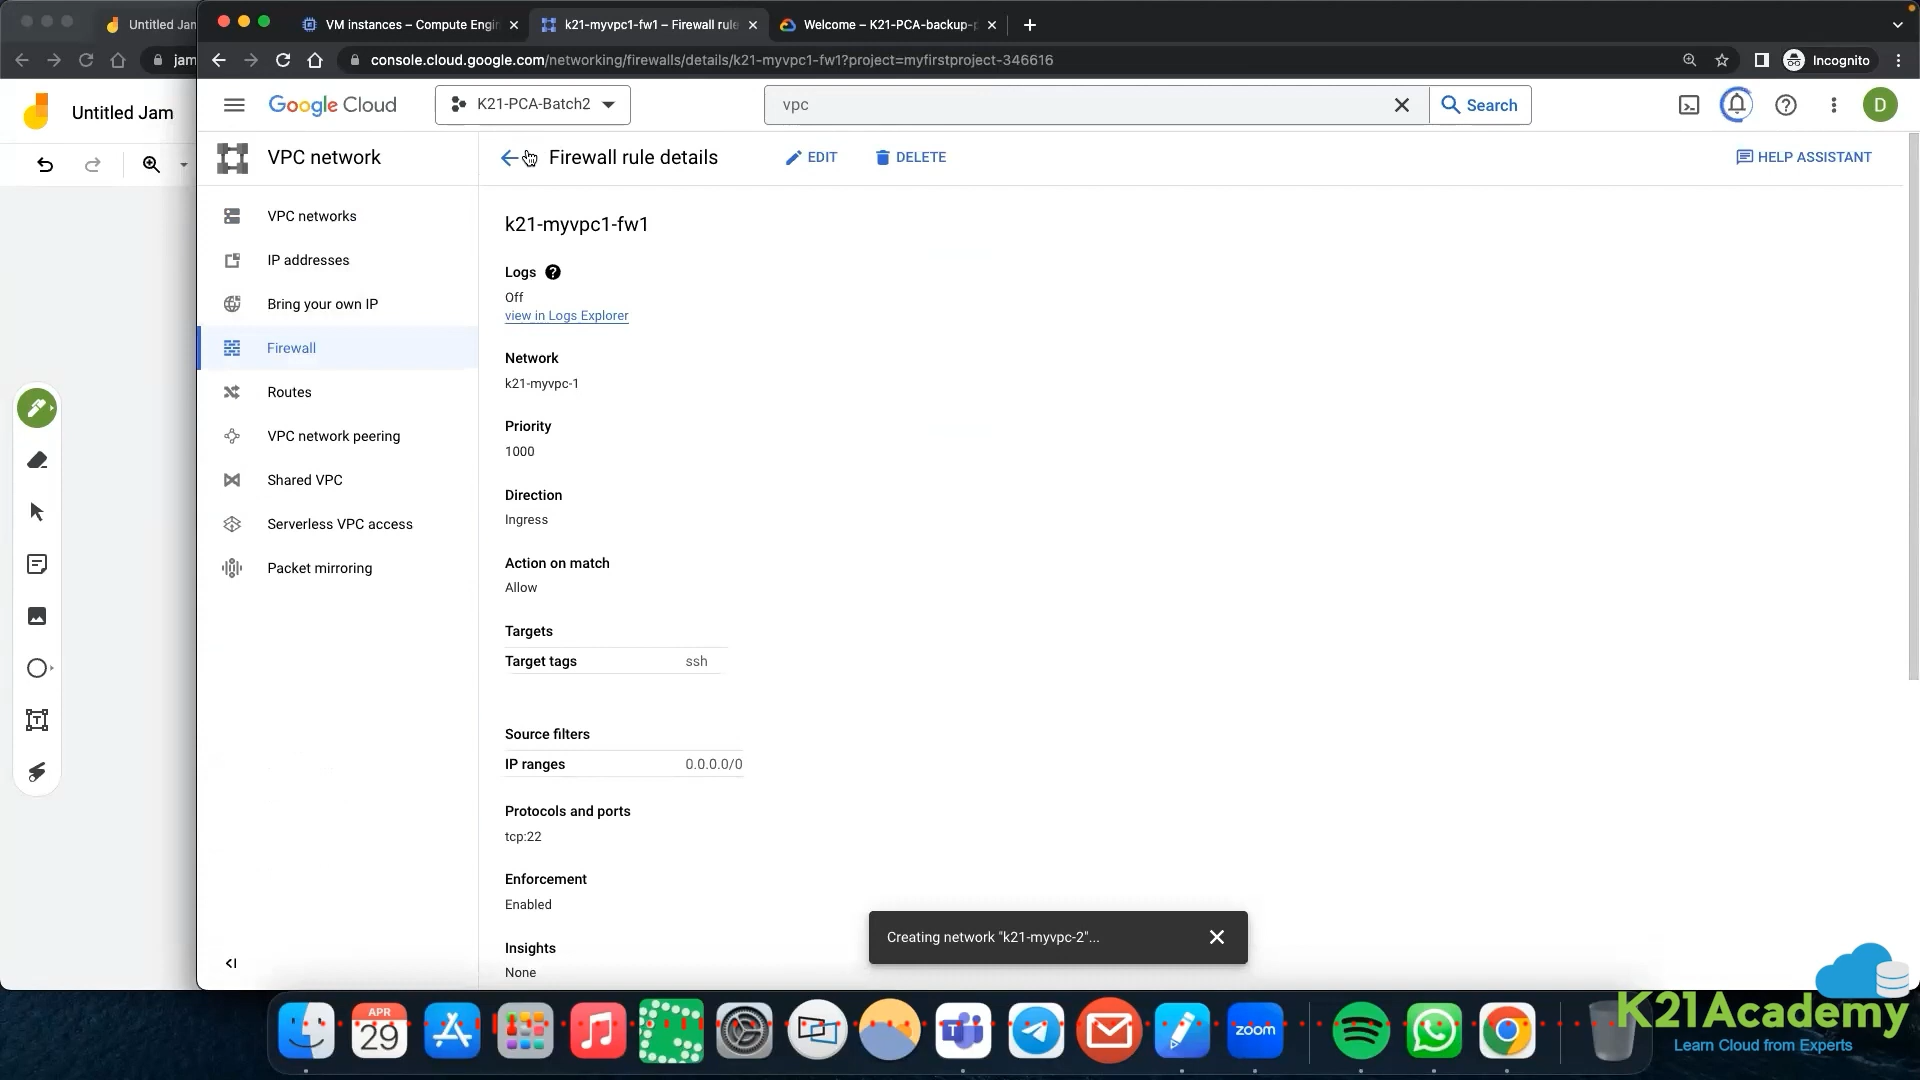 Untitled Jam
VM instances – Compute Engin
k21-myvpc1-fw1 – Firewall rule
Welcome – K21-PCA-backup-p
jam
console.cloud.google.com/networking/firewalls/details/k21-myvpc1-fw1?project=myfirstproject-346616
Incognito
Untitled Jam
Google Cloud
K21-PCA-Batch2
vpc
Search
D
VPC network
Firewall rule details
EDIT
DELETE
HELP ASSISTANT
VPC networks
IP addresses
Bring your own IP
Firewall
Routes
VPC network peering
Shared VPC
Serverless VPC access
Packet mirroring
k21-myvpc1-fw1
Logs
Off
view in Logs Explorer
Network
k21-myvpc-1
Priority
1000
Direction
Ingress
Action on match
Allow
Targets
Target tags ssh
Source filters
IP ranges 0.0.0.0/0
Protocols and ports
tcp:22
Enforcement
Enabled
Insights
None
Creating network "k21-myvpc-2"...
APR
29
zoom
K21Academy
Learn Cloud from Experts